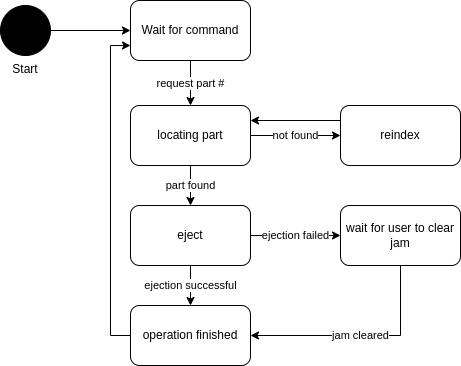 Wait for command
Start
request part #
locating part
not found
reindex
part found
eject
ejection failed
wait for user to clear
jam
ejection successful
operation finished
jam cleared